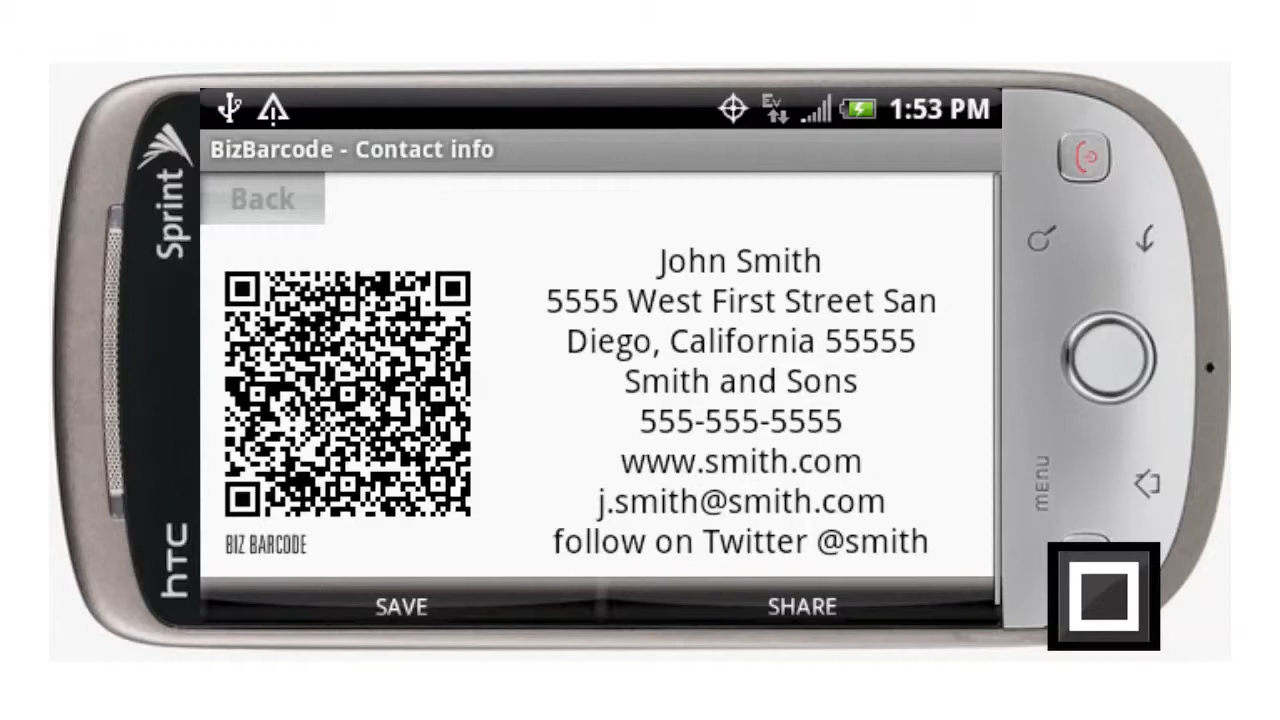 Ev
1:53 PM
BizBarcode - Contact info
Back
Sprint
John Smith
5555 West First Street San
Diego, California 55555
Smith and Sons
555-555-5555
www.smith.com
j.smith@smith.com
follow on Twitter @smith
BIZ BARCODE
SAVE
SHARE
hTC
MENU